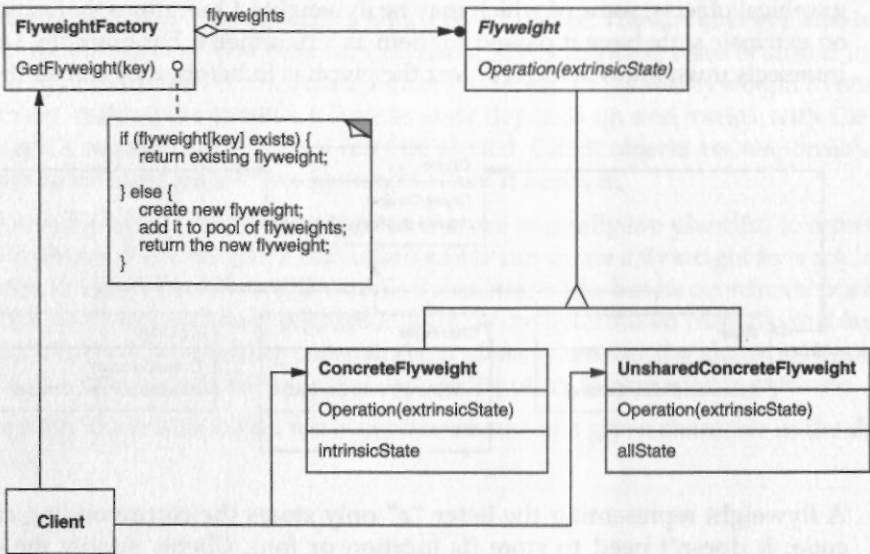 flyweights
FlyweightFactory
GetFlyweight(key)
Flyweight
Operation(extrinsicState)
if (flyweight[key] exists) {
return existing flyweight;
} else {
create new flyweight;
add it to pool of flyweights;
return the new flyweight;
}
ConcreteFlyweight
Operation(extrinsicState)
intrinsicState
UnsharedConcreteFlyweight
Operation(extrinsicState)
allState
Client